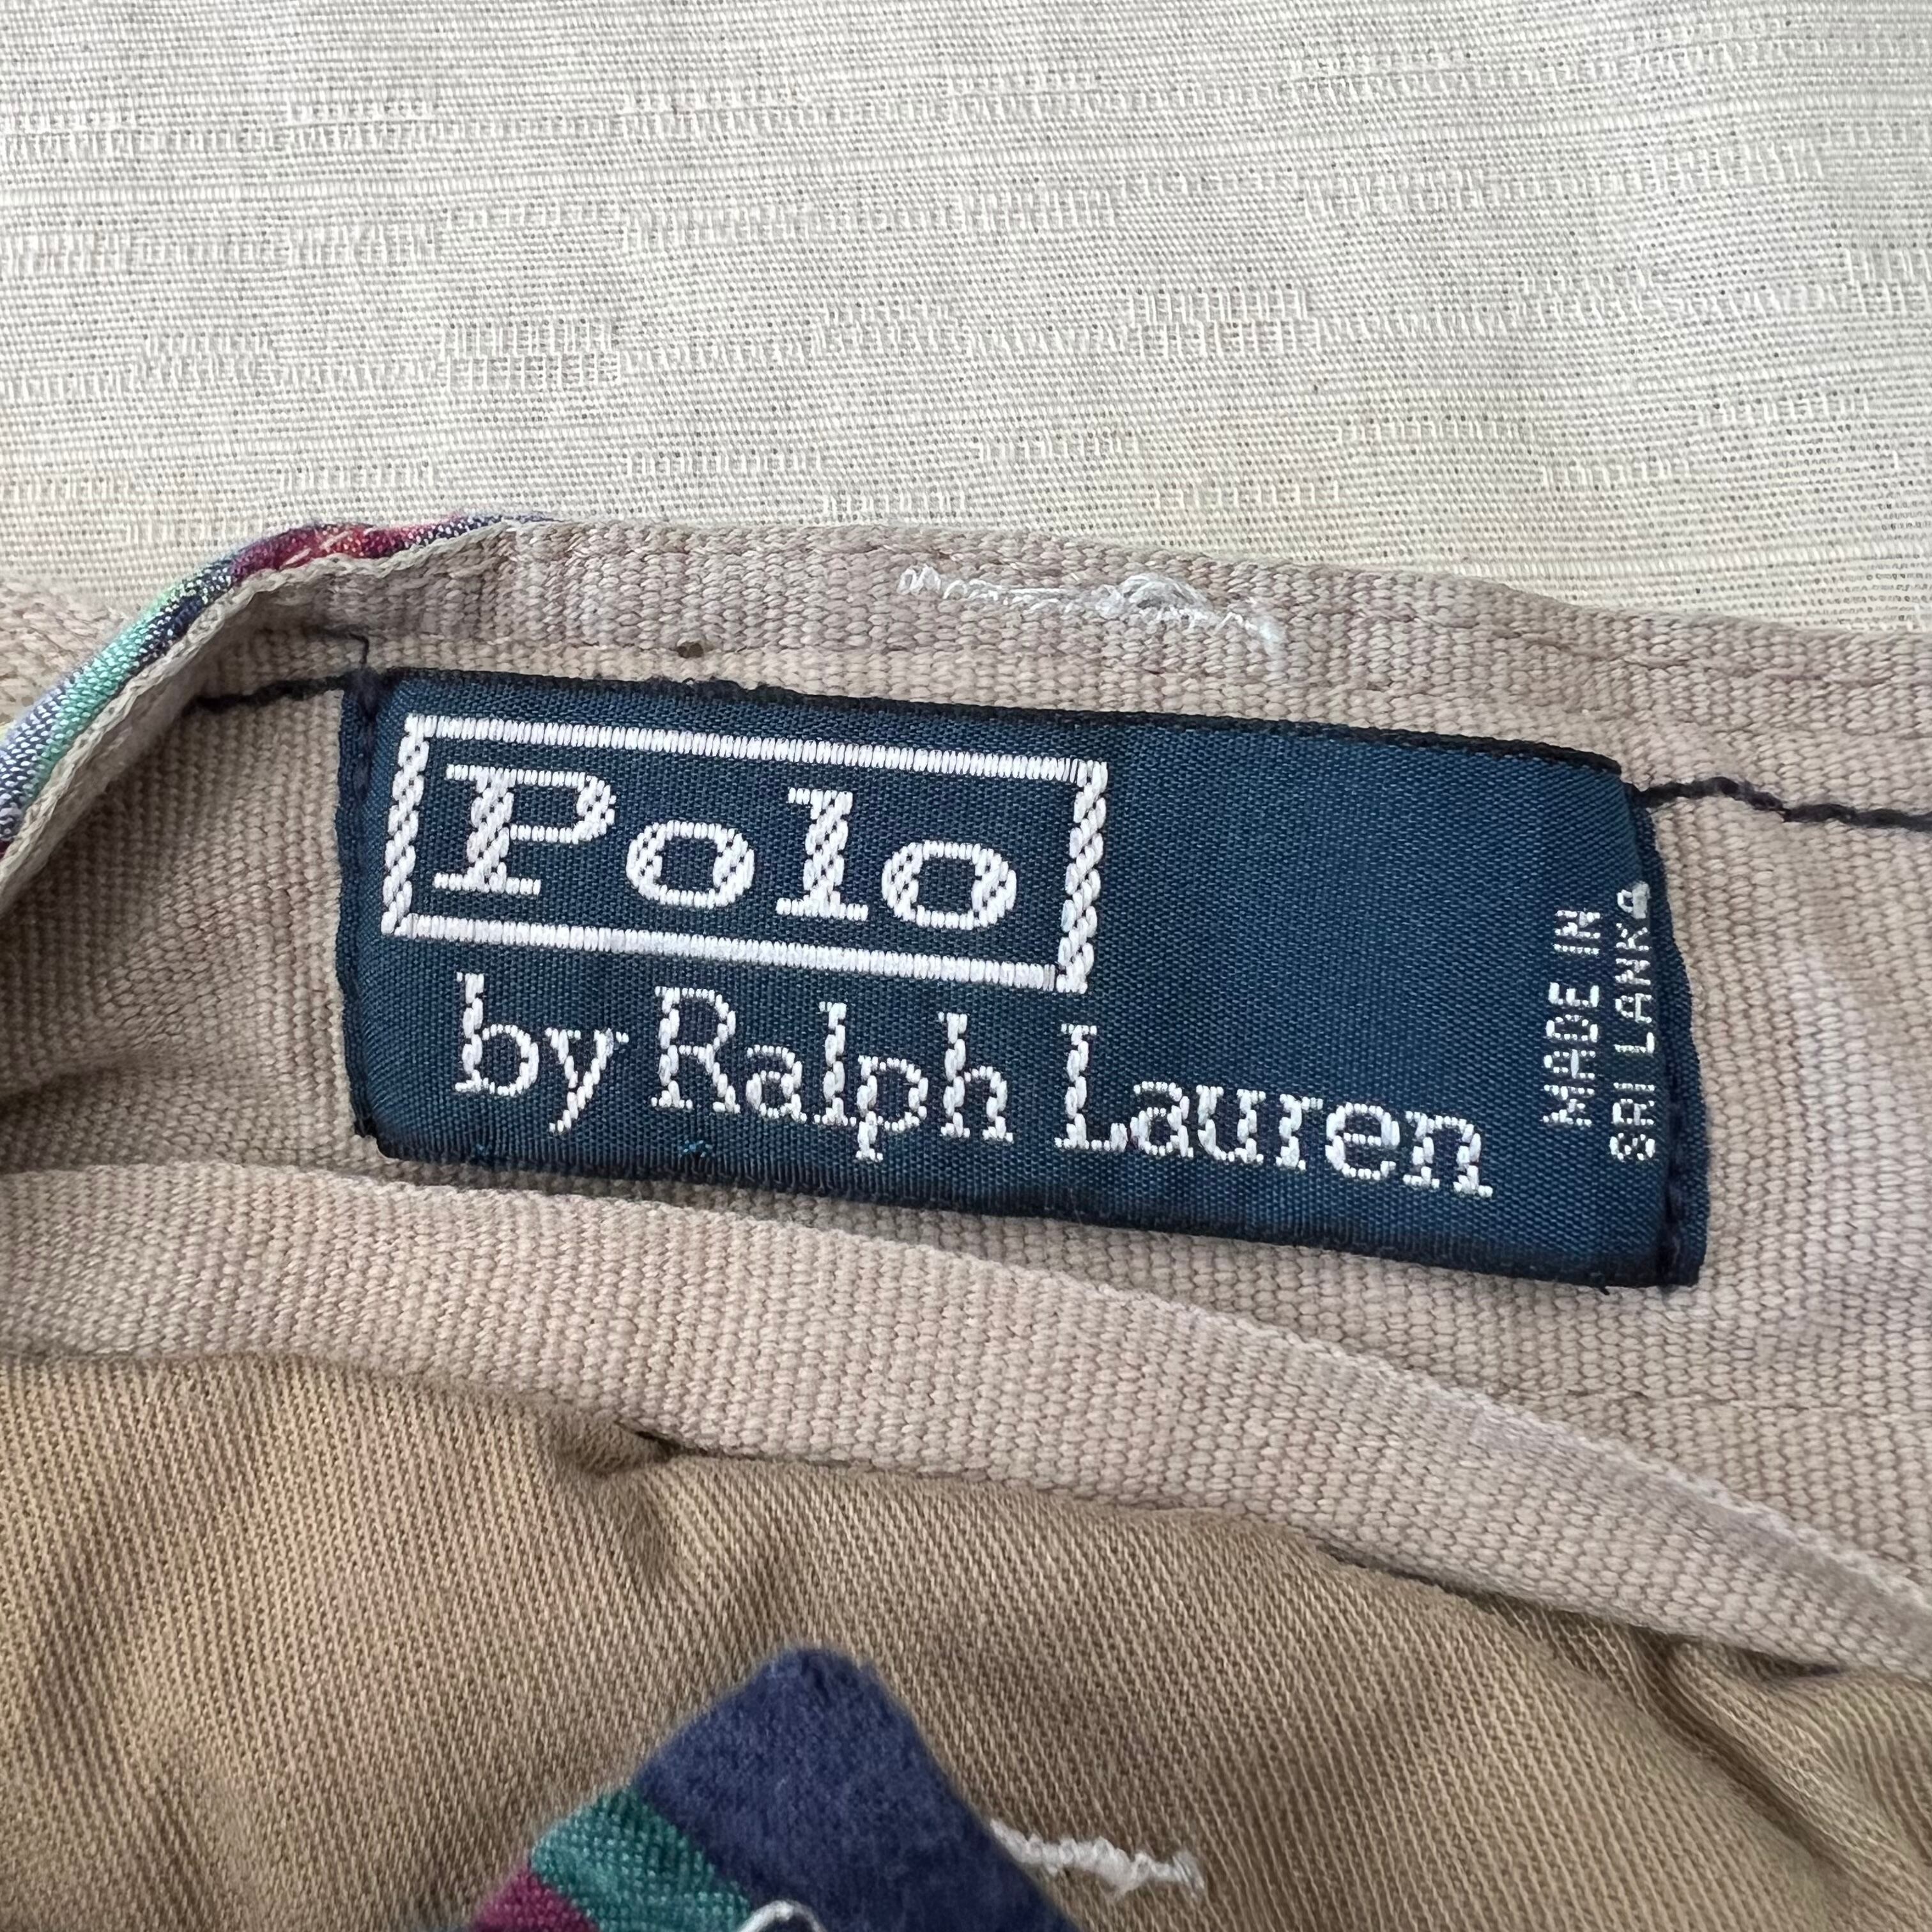 Polo
by Ralph Lauren
MADE IN
SRI LANKA